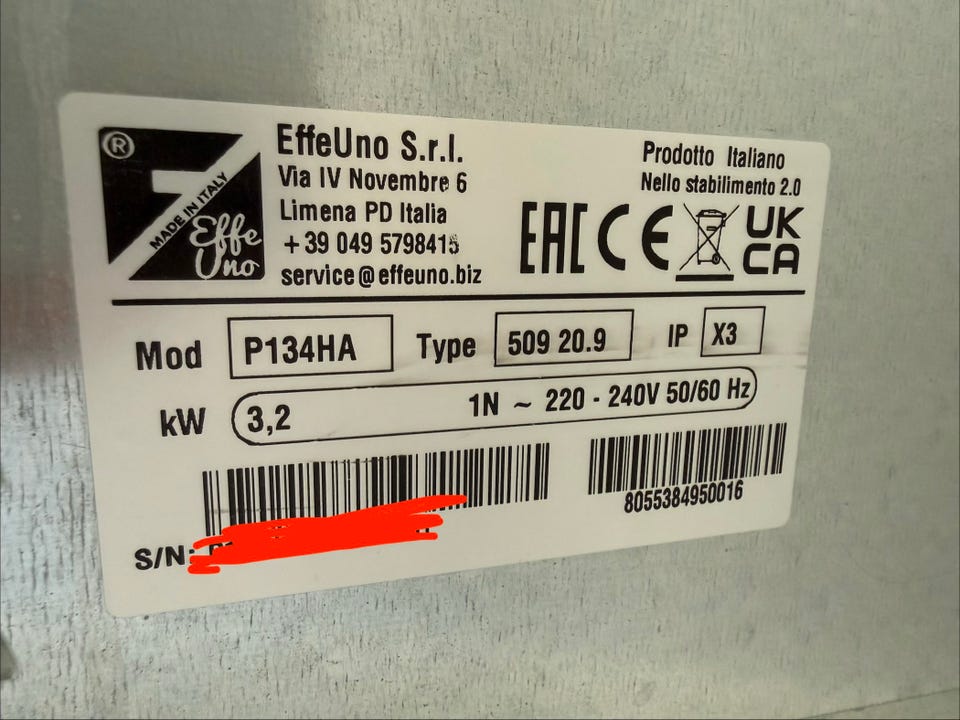 ®
MADE IN ITALY
Effe
Uno
EffeUno S.r.l.
Via IV Novembre 6
Limena PD Italia
+39 049 5798415
service@effeuno.biz
Prodotto Italiano
Nello stabilimento 2.0
EAC CE UK
CA
Mod P134HA Type 509 20.9 IP X3
kW 3,2 1N ~ 220 - 240V 50/60 Hz
8055384950016
S/N: